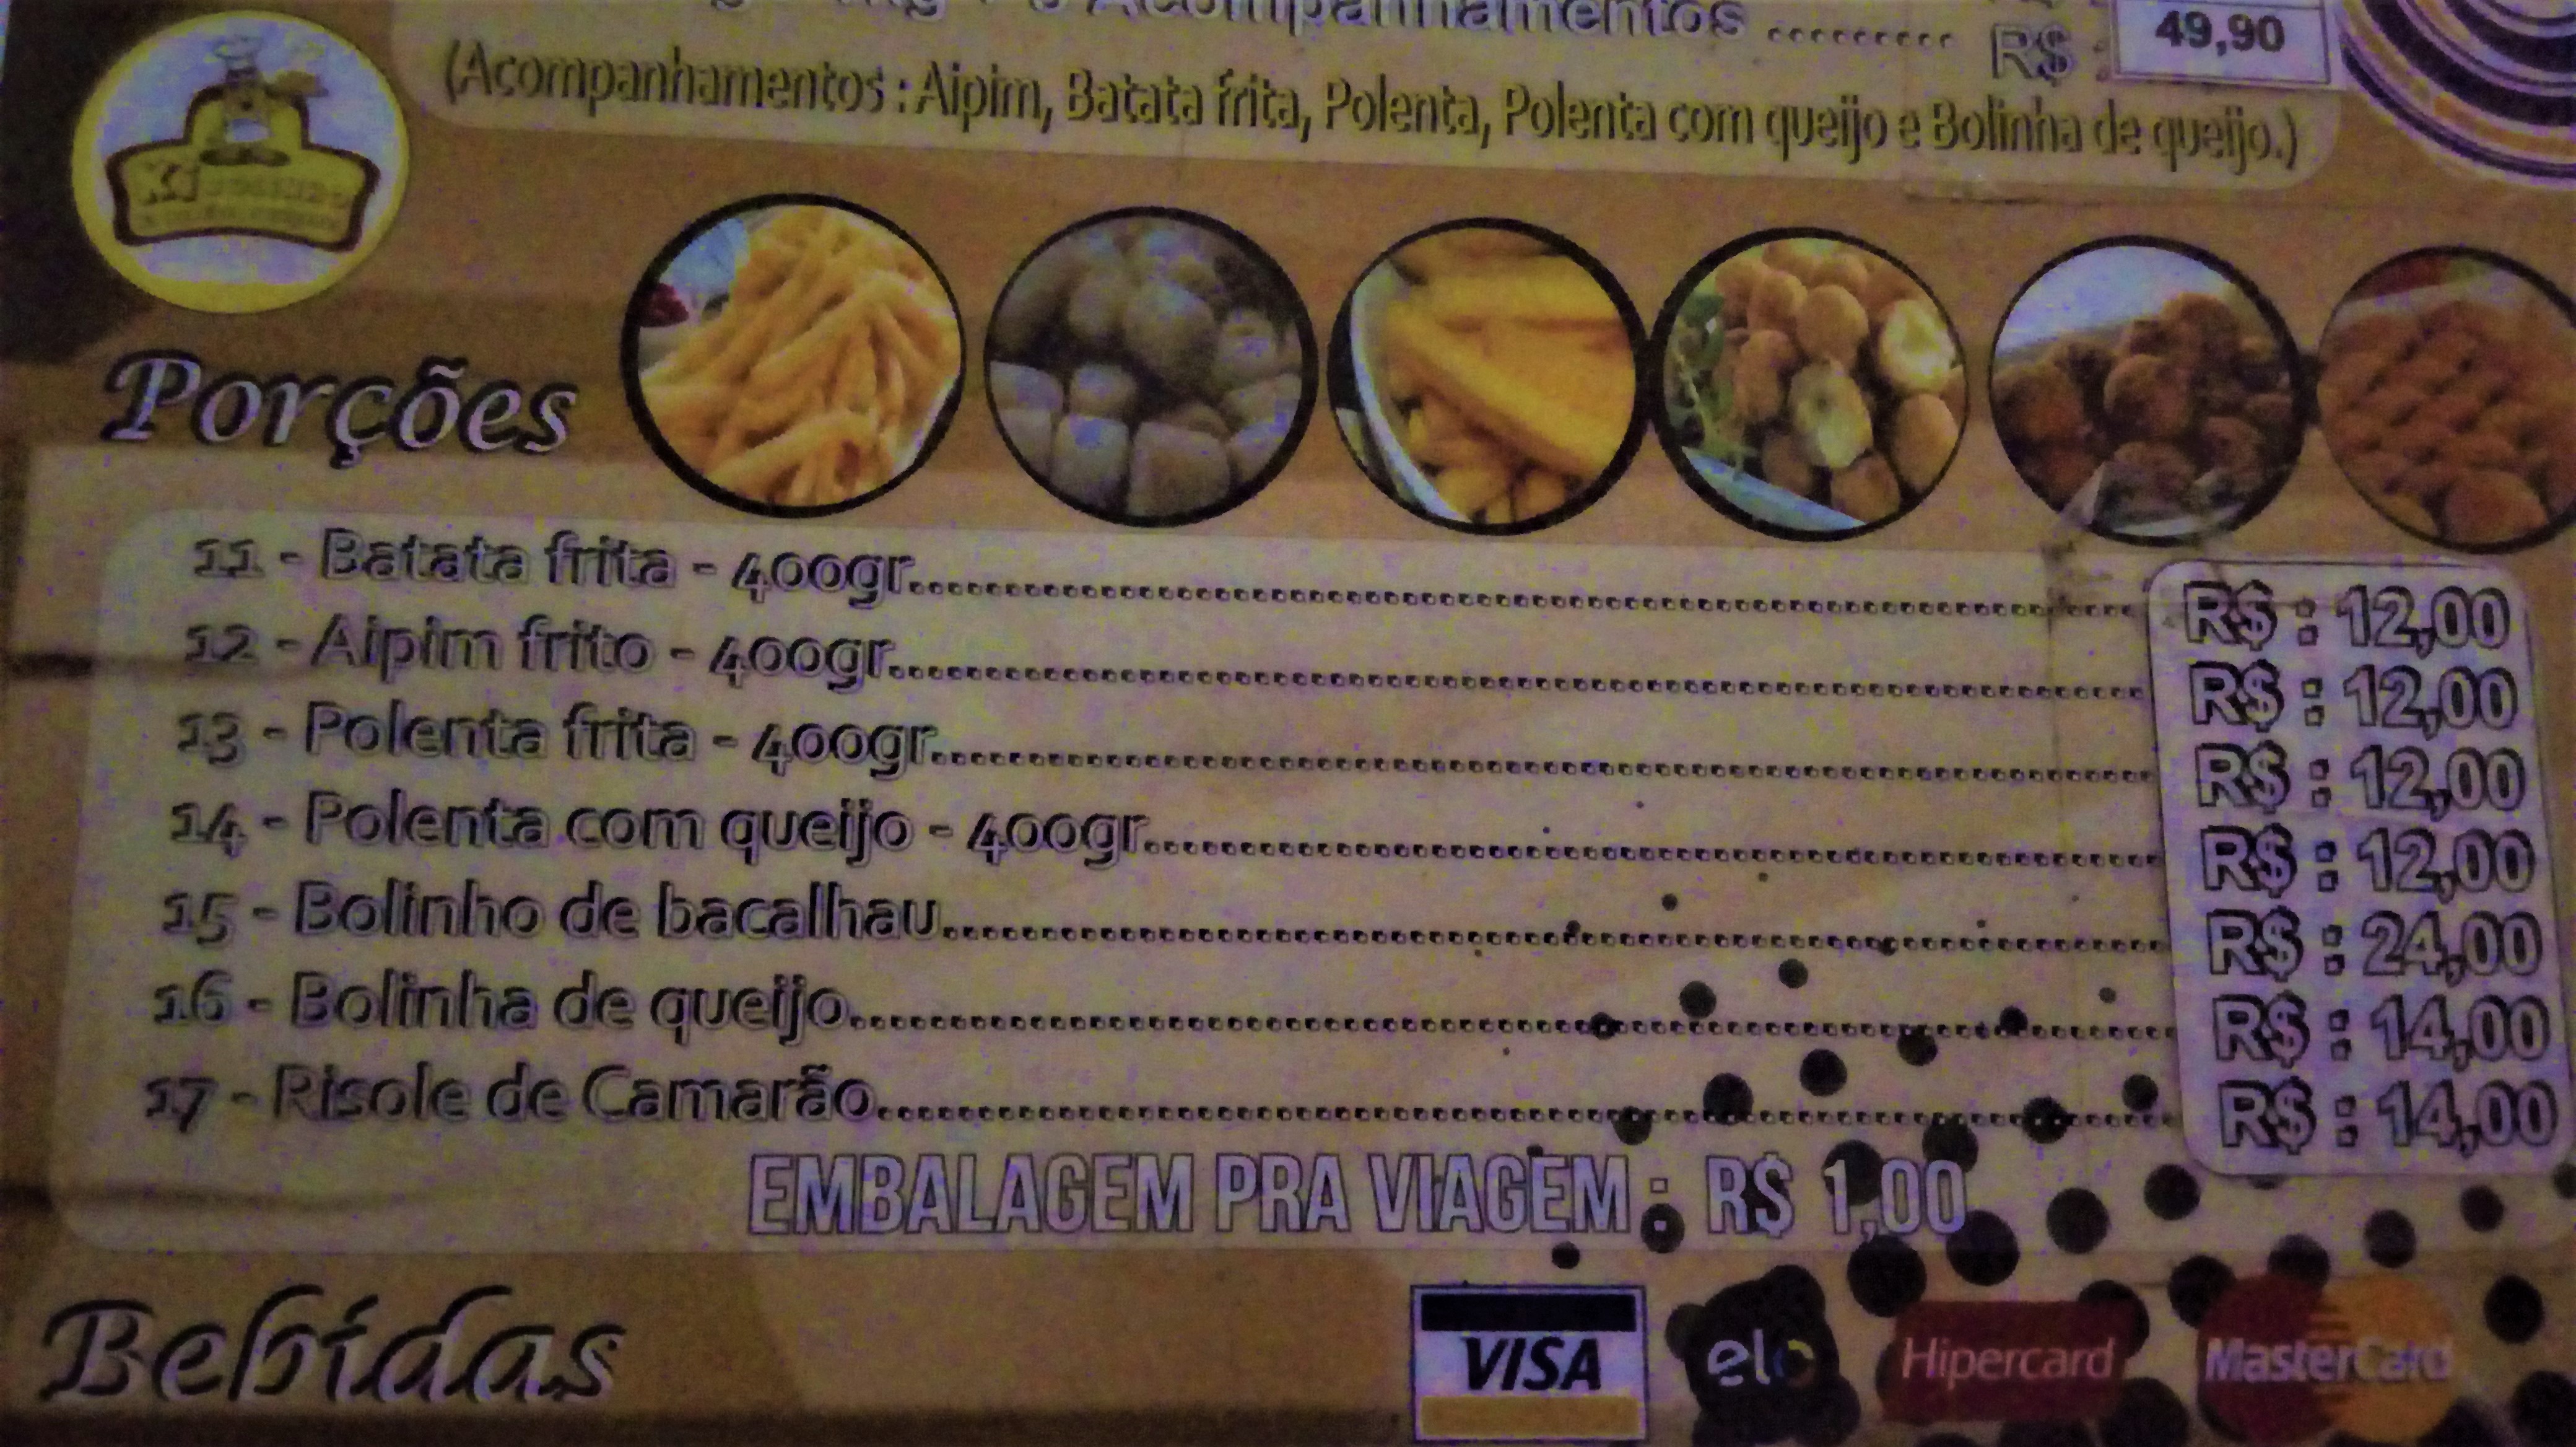 Acompanhamentos ......... R$ : 49,90
(Acompanhamentos : Aipim, Batata frita, Polenta, Polenta com queijo e Bolinha de queijo.)
Porções
11 - Batata frita - 400gr. R$ : 12,00
12 - Aipim frito - 400gr. R$ : 12,00
13 - Polenta frita - 400gr. R$ : 12,00
14 - Polenta com queijo - 400gr. R$ : 12,00
15 - Bolinho de bacalhau. R$ : 24,00
16 - Bolinha de queijo. R$ : 14,00
17 - Risole de Camarão. R$ : 14,00
EMBALAGEM PRA VIAGEM : R$ 1,00
Bebidas
VISA elo Hipercard MasterCard